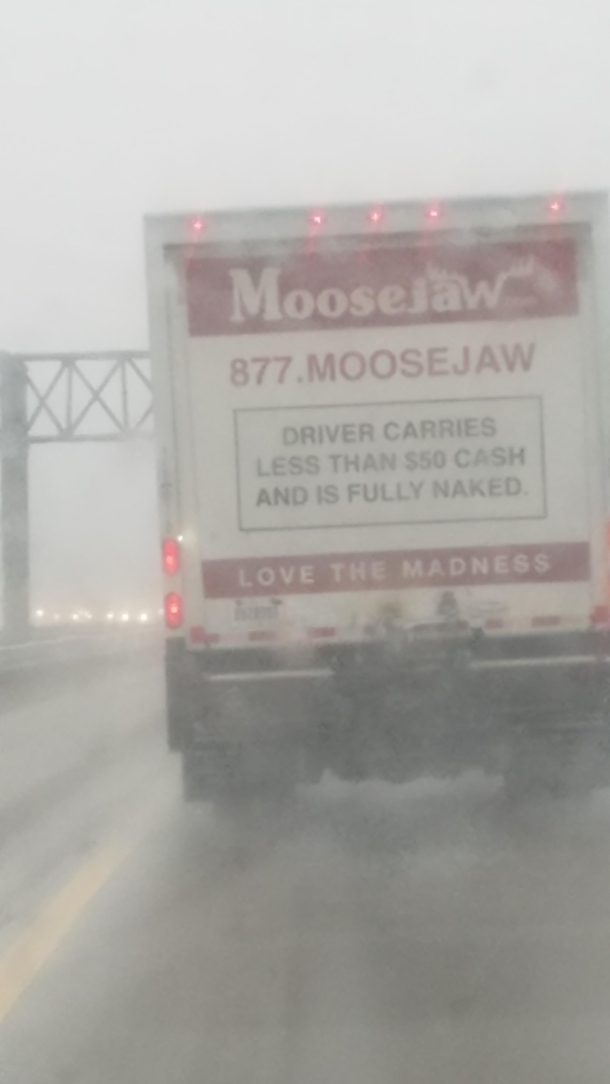 Moosejaw
877.MOOSEJAW
DRIVER CARRIES
LESS THAN $50 CASH
AND IS FULLY NAKED.
LOVE THE MADNESS